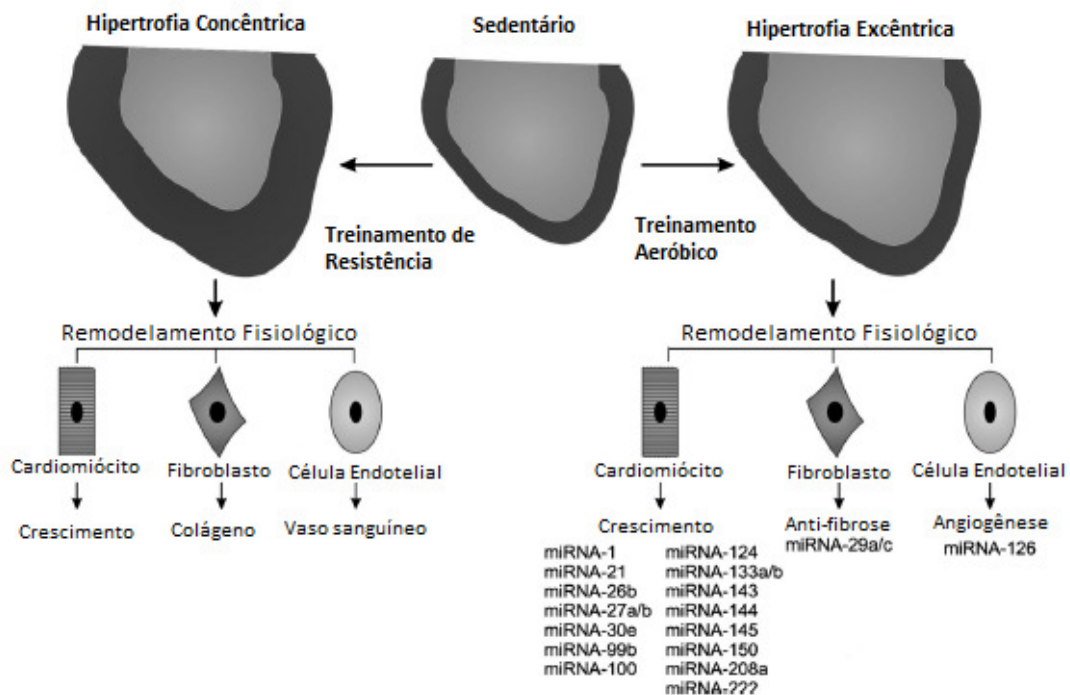 Hipertrofia Concêntrica
Sedentário
Hipertrofia Excêntrica
Treinamento de
Resistência
Treinamento
Aeróbico
Remodelamento Fisiológico
Cardiomiócito
Fibroblasto
Célula Endotelial
Crescimento
Colágeno
Vaso sanguíneo
Remodelamento Fisiológico
Cardiomiócito
Fibroblasto
Célula Endotelial
Crescimento
miRNA-1
miRNA-21
miRNA-26b
miRNA-27a/b
miRNA-30e
miRNA-99b
miRNA-100
miRNA-124
miRNA-133a/b
miRNA-143
miRNA-144
miRNA-145
miRNA-150
miRNA-208a
miRNA-222
Anti-fibrose
miRNA-29a/c
Angiogênese
miRNA-126